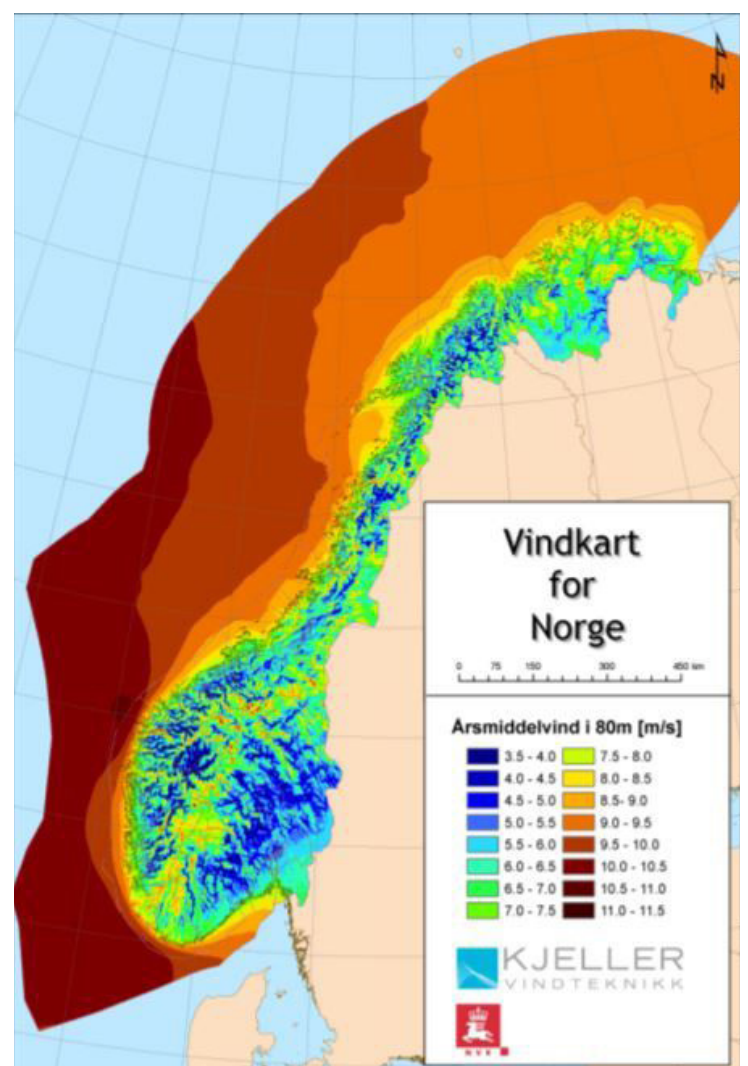 N
Vindkart
for
Norge
0 75 150 300 450 km
Årsmiddelvind i 80m [m/s]
3.5 - 4.0 7.5 - 8.0
4.0 - 4.5 8.0 - 8.5
4.5 - 5.0 8.5- 9.0
5.0 - 5.5 9.0 - 9.5
5.5 - 6.0 9.5 - 10.0
6.0 - 6.5 10.0 - 10.5
6.5 - 7.0 10.5 - 11.0
7.0 - 7.5 11.0 - 11.5
KJELLER
VINDTEKNIKK
NVE